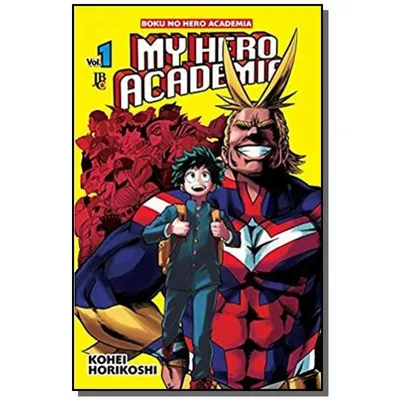 BOKU NO HERO ACADEMIA
Vol. 1
MY HERO
ACADEMIA
JBC
KOHEI
HORIKOSHI